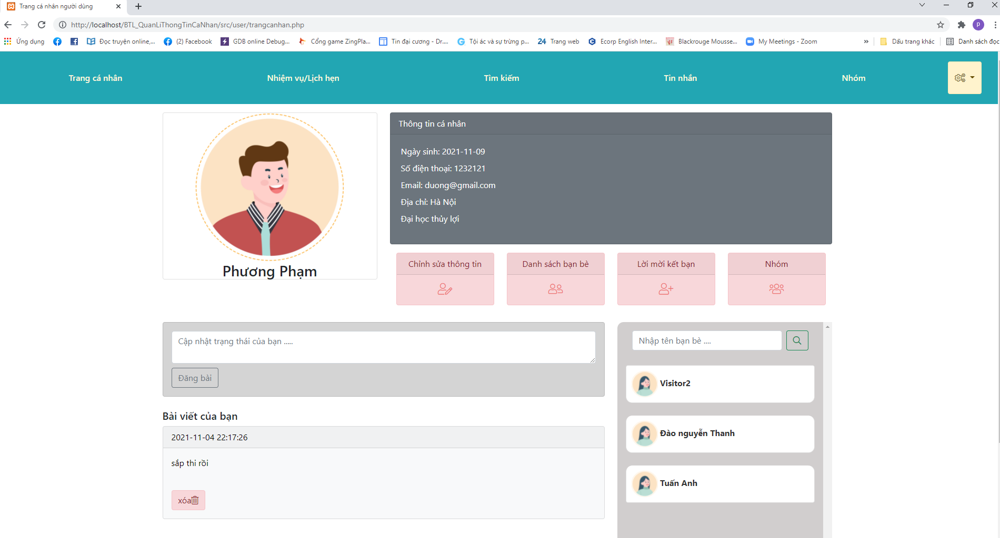 Trang cá nhân người dùng
http://localhost/BTL_QuanLiThongTinCaNhan/src/user/trangcanhan.php
P
Ứng dụng
Đọc truyện online,...
(2) Facebook
GDB online Debug...
Cổng game ZingPla...
Tin đại cương - Dr....
Tội ác và sự trừng p...
24 Trang web
Ecorp English Inter...
Blackrouge Mousse...
My Meetings - Zoom
»
Dấu trang khác
Danh sách đọc
Trang cá nhân
Nhiệm vụ/Lịch hẹn
Tìm kiếm
Tin nhắn
Nhóm
Phương Phạm
Thông tin cá nhân
Ngày sinh: 2021-11-09
Số điện thoại: 1232121
Email: duong@gmail.com
Địa chỉ: Hà Nội
Đại học thủy lợi
Chỉnh sửa thông tin
Danh sách bạn bè
Lời mời kết bạn
Nhóm
Cập nhật trạng thái của bạn .....
Đăng bài
Bài viết của bạn
2021-11-04 22:17:26
sắp thi rồi
xóa
Nhập tên bạn bè ....
Visitor2
Đào nguyễn Thanh
Tuấn Anh